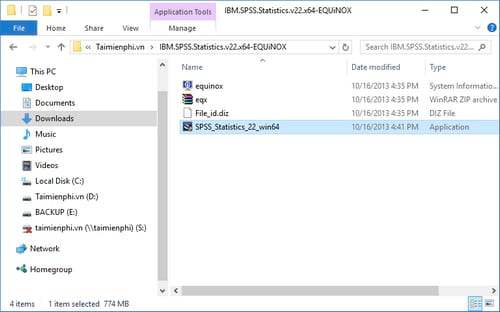 Application Tools
IBM.SPSS.Statistics.v22.x64-EQUiNOX
File Home Share View Manage
« Taimienphi.vn › IBM.SPSS.Statistics.v22.x64-EQUiNOX
Search IBM.SPSS.Statistics.v22....
Name Date modified Type
This PC
Desktop
Documents
Downloads
Music
Pictures
Videos
Local Disk (C:)
Taimienphi.vn (D:)
BACKUP (E:)
taimienphi.vn (\\taimienphi) (S:)
Network
Homegroup
equinox 10/16/2013 4:35 PM System Informatio...
eqx 10/16/2013 4:35 PM WinRAR ZIP archive
File_id.diz 10/16/2013 4:35 PM DIZ File
SPSS_Statistics_22_win64 10/16/2013 4:41 PM Application
4 items 1 item selected 774 MB